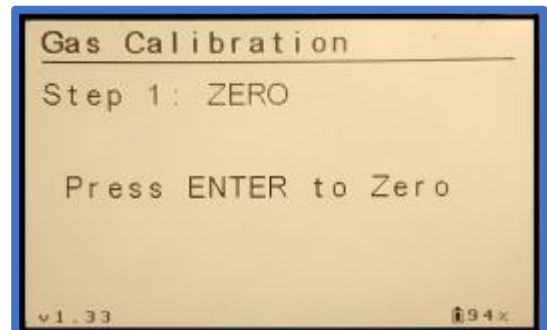 Gas Calibration
Step 1: ZERO
Press ENTER to Zero
v1.33 94%